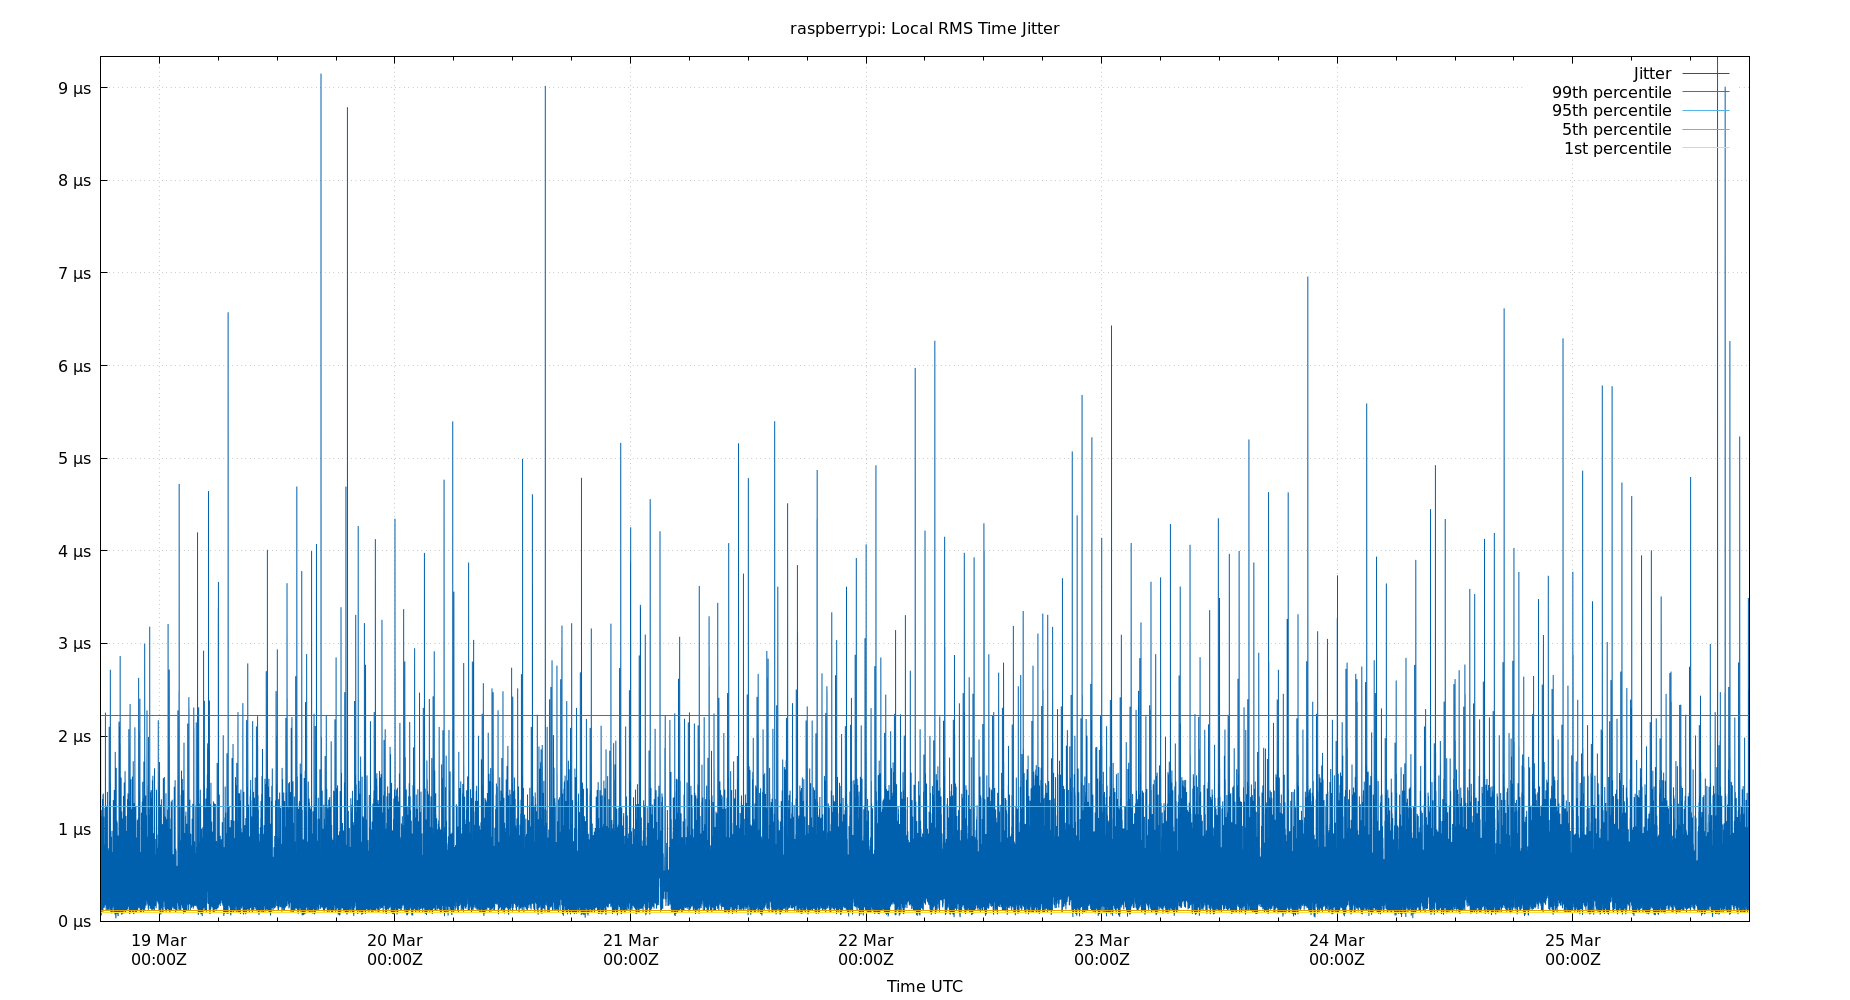 raspberrypi: Local RMS Time Jitter
Jitter
99th percentile
95th percentile
5th percentile
1st percentile
9 µs
8 µs
7 µs
6 µs
5 µs
4 µs
3 µs
2 µs
1 µs
0 µs
19 Mar 20 Mar 21 Mar 22 Mar 23 Mar 24 Mar 25 Mar
00:00Z 00:00Z 00:00Z 00:00Z 00:00Z 00:00Z 00:00Z
Time UTC